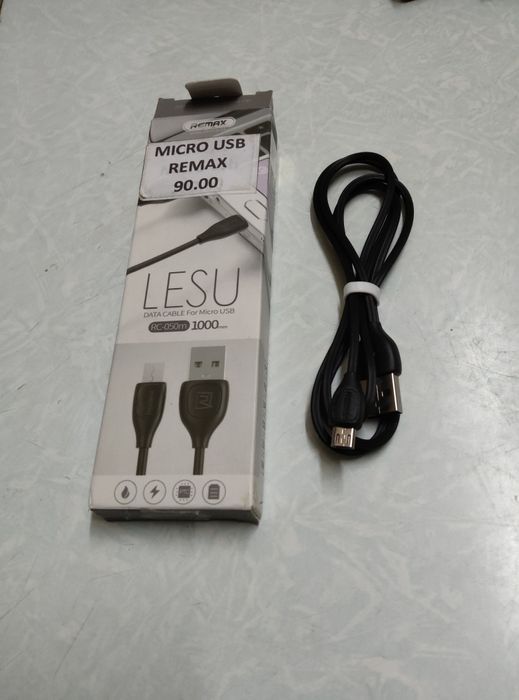 REMAX
MICRO USB
REMAX
90.00
LESU
DATA CABLE For Micro USB
RC-050m 1000mm